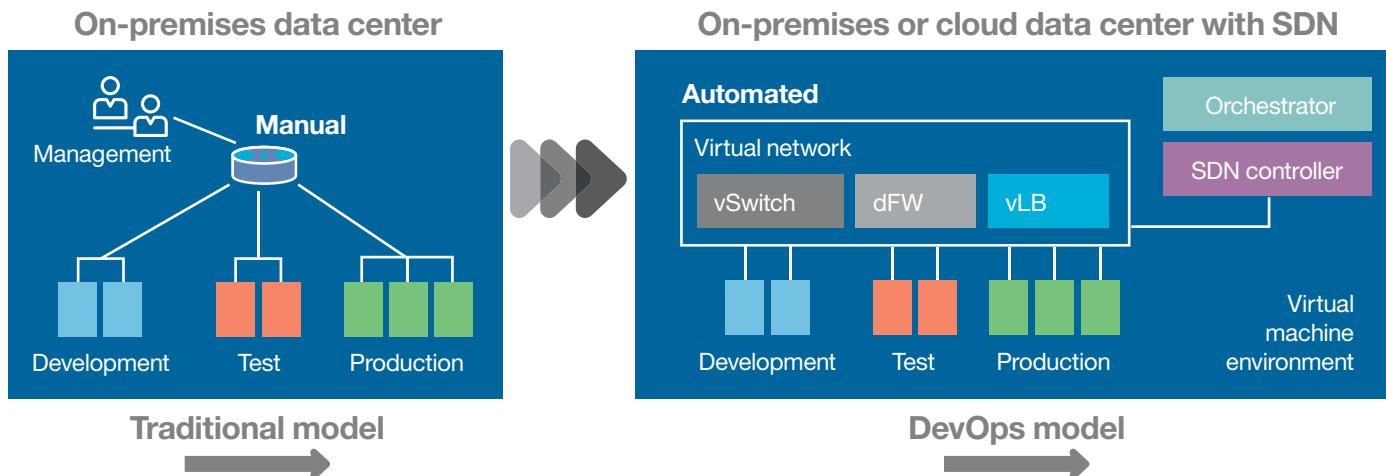 On-premises data center
Management
Manual
Development
Test
Production
Traditional model
On-premises or cloud data center with SDN
Automated
Virtual network
vSwitch
dFW
vLB
Orchestrator
SDN controller
Development
Test
Production
Virtual
machine
environment
DevOps model